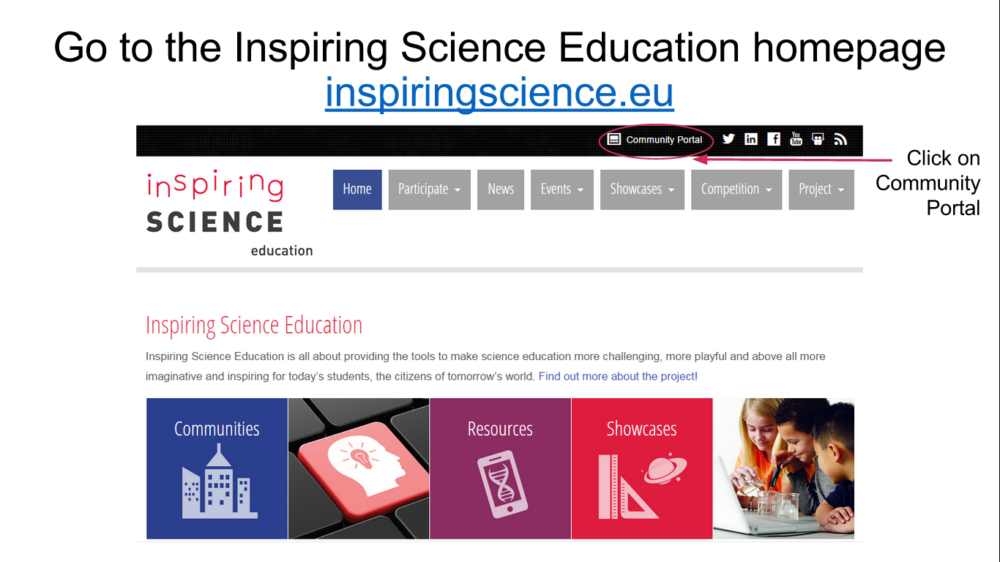 Go to the Inspiring Science Education homepage
inspiringscience.eu
Community Portal
You
Tube
Click on
Community
Portal
inspiring
SCIENCE
education
Home
Participate
News
Events
Showcases
Competition
Project
Inspiring Science Education
Inspiring Science Education is all about providing the tools to make science education more challenging, more playful and above all more
imaginative and inspiring for today's students, the citizens of tomorrow's world. Find out more about the project!
Communities
Resources
Showcases